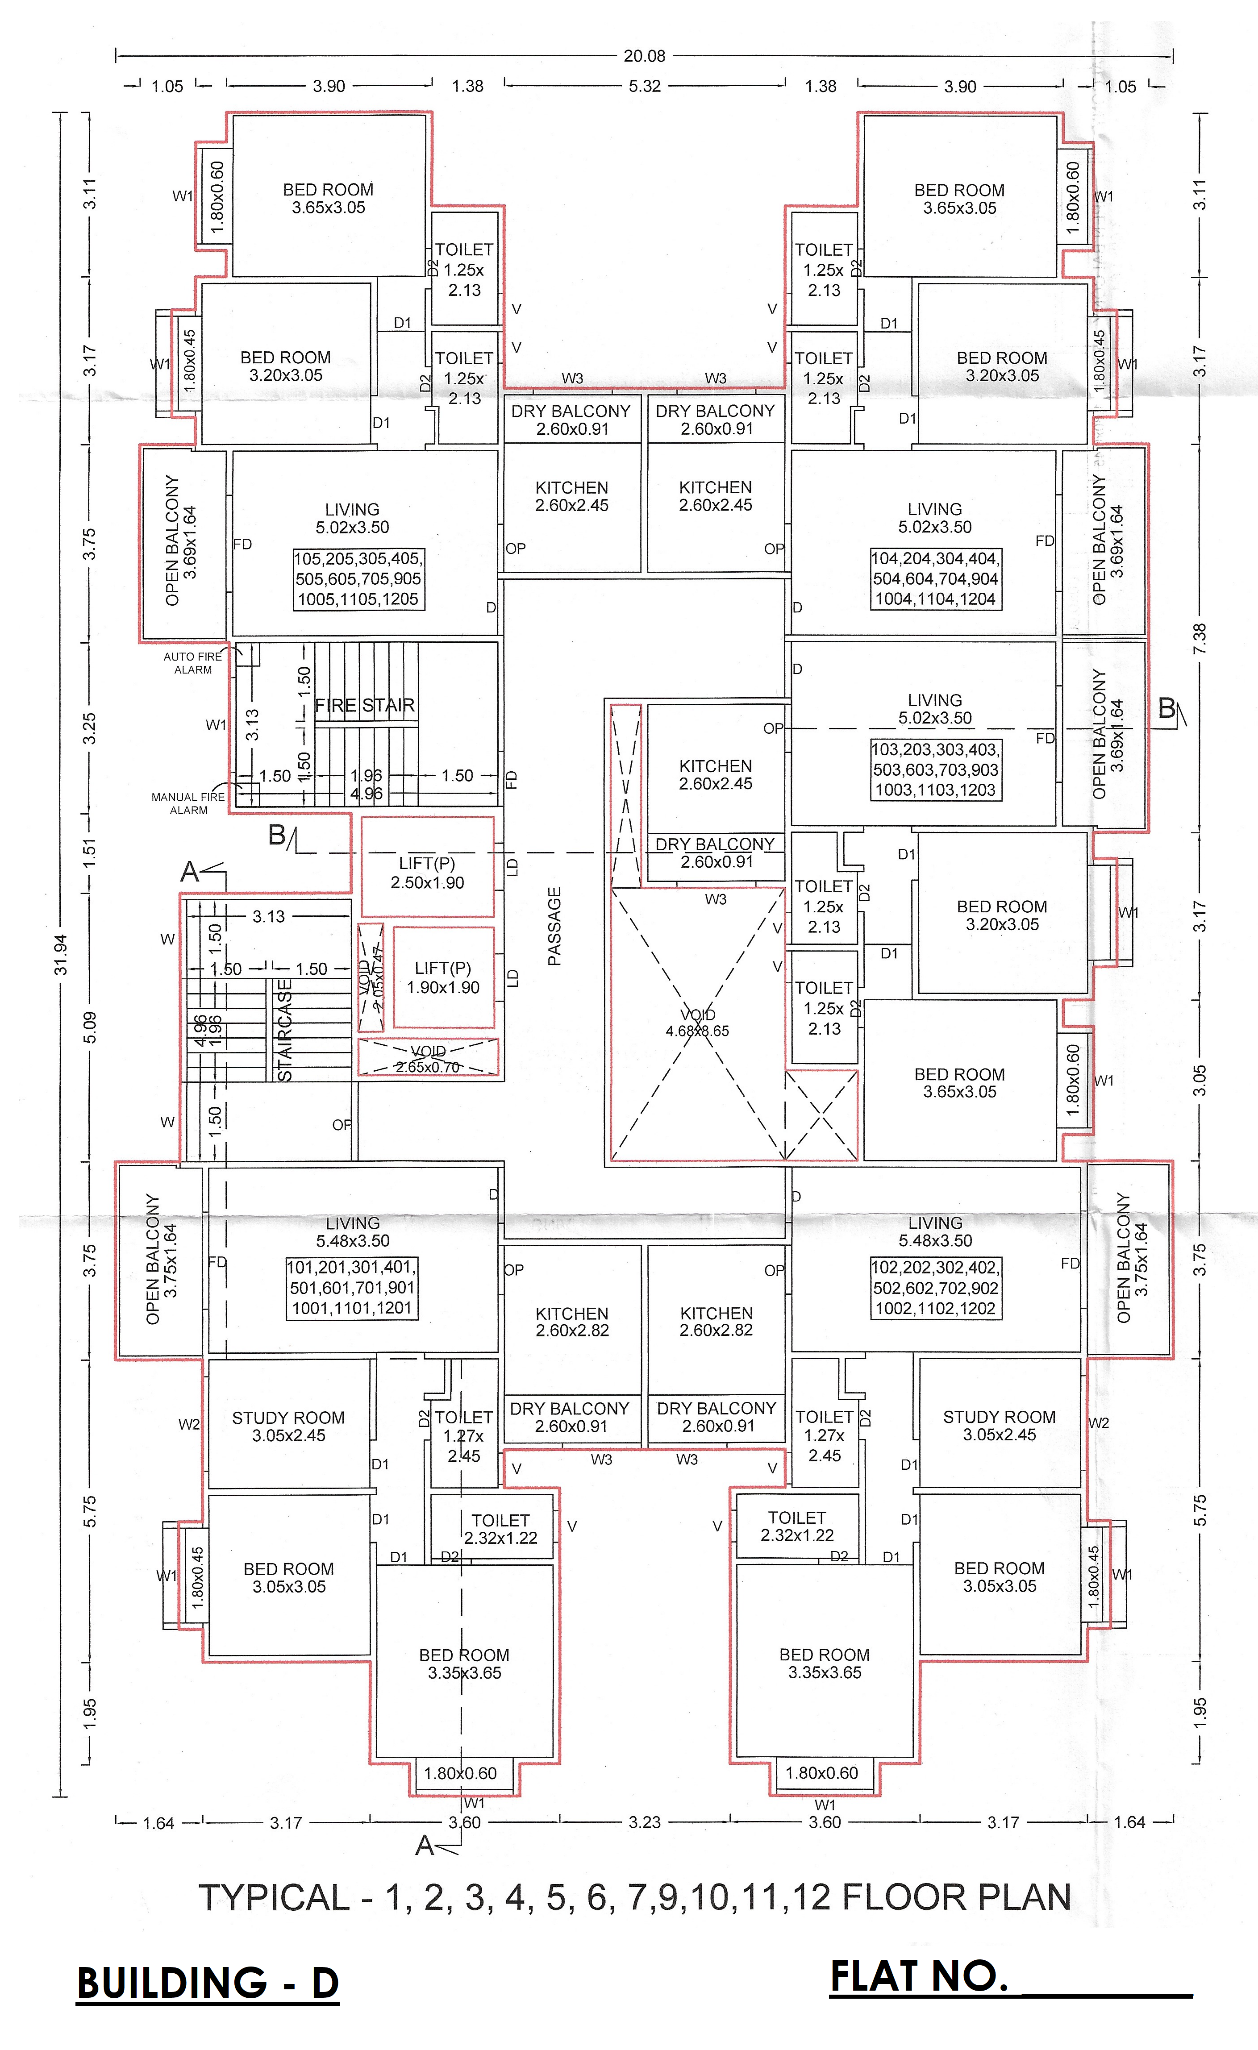 20.08
1.05 3.90 1.38 5.32 1.38 3.90 1.05
3.11
3.17
3.75
3.25
1.51
5.09
3.75
5.75
1.95
31.94
3.11
3.17
7.38
3.17
3.05
3.75
5.75
1.95
BED ROOM
3.65x3.05
1.80x0.60
W1
TOILET
1.25x
2.13
D2
V
BED ROOM
3.20x3.05
1.80x0.45
W1
D1
D1
TOILET
1.25x
2.13
D2
V
BED ROOM
3.65x3.05
1.80x0.60
W1
TOILET
1.25x
2.13
D2
V
BED ROOM
3.20x3.05
1.80x0.45
W1
D1
D1
TOILET
1.25x
2.13
D2
V
W3
W3
DRY BALCONY
2.60x0.91
DRY BALCONY
2.60x0.91
KITCHEN
2.60x2.45
OP
KITCHEN
2.60x2.45
OP
OPEN BALCONY
3.69x1.64
FD
LIVING
5.02x3.50
105,205,305,405,
505,605,705,905
1005,1105,1205
D
LIVING
5.02x3.50
104,204,304,404,
504,604,704,904
1004,1104,1204
D
FD
OPEN BALCONY
3.69x1.64
AUTO FIRE
ALARM
W1
MANUAL FIRE
ALARM
FIRE STAIR
3.13
1.50
1.50
1.50
1.96
1.50
4.96
FD
D
LIVING
5.02x3.50
103,203,303,403,
503,603,703,903
1003,1103,1203
FD
OPEN BALCONY
3.69x1.64
B
KITCHEN
2.60x2.45
OP
DRY BALCONY
2.60x0.91
W3
B
A
LIFT(P)
2.50x1.90
LD
LIFT(P)
1.90x1.90
LD
VOID
2.05x0.47
VOID
2.65x0.70
PASSAGE
VOID
4.68x8.65
TOILET
1.25x
2.13
D2
V
D1
BED ROOM
3.20x3.05
W1
D1
TOILET
1.25x
2.13
D2
V
BED ROOM
3.65x3.05
1.80x0.60
W1
W
3.13
1.50
1.50
1.50
STAIRCASE
4.96
1.96
1.50
W
OP
OPEN BALCONY
3.75x1.64
FD
LIVING
5.48x3.50
101,201,301,401,
501,601,701,901
1001,1101,1201
D
LIVING
5.48x3.50
102,202,302,402,
502,602,702,902
1002,1102,1202
D
FD
OPEN BALCONY
3.75x1.64
OP
KITCHEN
2.60x2.82
KITCHEN
2.60x2.82
OP
DRY BALCONY
2.60x0.91
DRY BALCONY
2.60x0.91
W3
W3
STUDY ROOM
3.05x2.45
W2
D1
TOILET
1.27x
2.45
D2
V
BED ROOM
3.05x3.05
1.80x0.45
W1
D1
D1
TOILET
2.32x1.22
D2
V
BED ROOM
3.35x3.65
1.80x0.60
W1
TOILET
1.27x
2.45
D2
V
STUDY ROOM
3.05x2.45
W2
D1
TOILET
2.32x1.22
D2
V
D1
D1
BED ROOM
3.05x3.05
1.80x0.45
W1
BED ROOM
3.35x3.65
1.80x0.60
W1
1.64 3.17 3.60 3.23 3.60 3.17 1.64
A
TYPICAL - 1, 2, 3, 4, 5, 6, 7,9,10,11,12 FLOOR PLAN
BUILDING - D
FLAT NO. ________